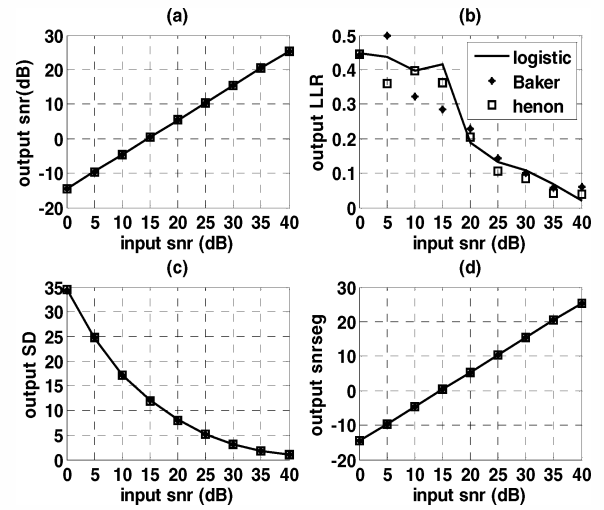 (a)
30
20
10
0
-10
-20
output snr(dB)
0 5 10 15 20 25 30 35 40
input snr (dB)
(b)
0.5
0.4
0.3
0.2
0.1
0
output LLR
logistic
Baker
henon
0 5 10 15 20 25 30 35 40
input snr (dB)
(c)
35
30
25
20
15
10
5
0
output SD
0 5 10 15 20 25 30 35 40
input snr (dB)
(d)
30
20
10
0
-10
-20
output snrseg
0 5 10 15 20 25 30 35 40
input snr (dB)